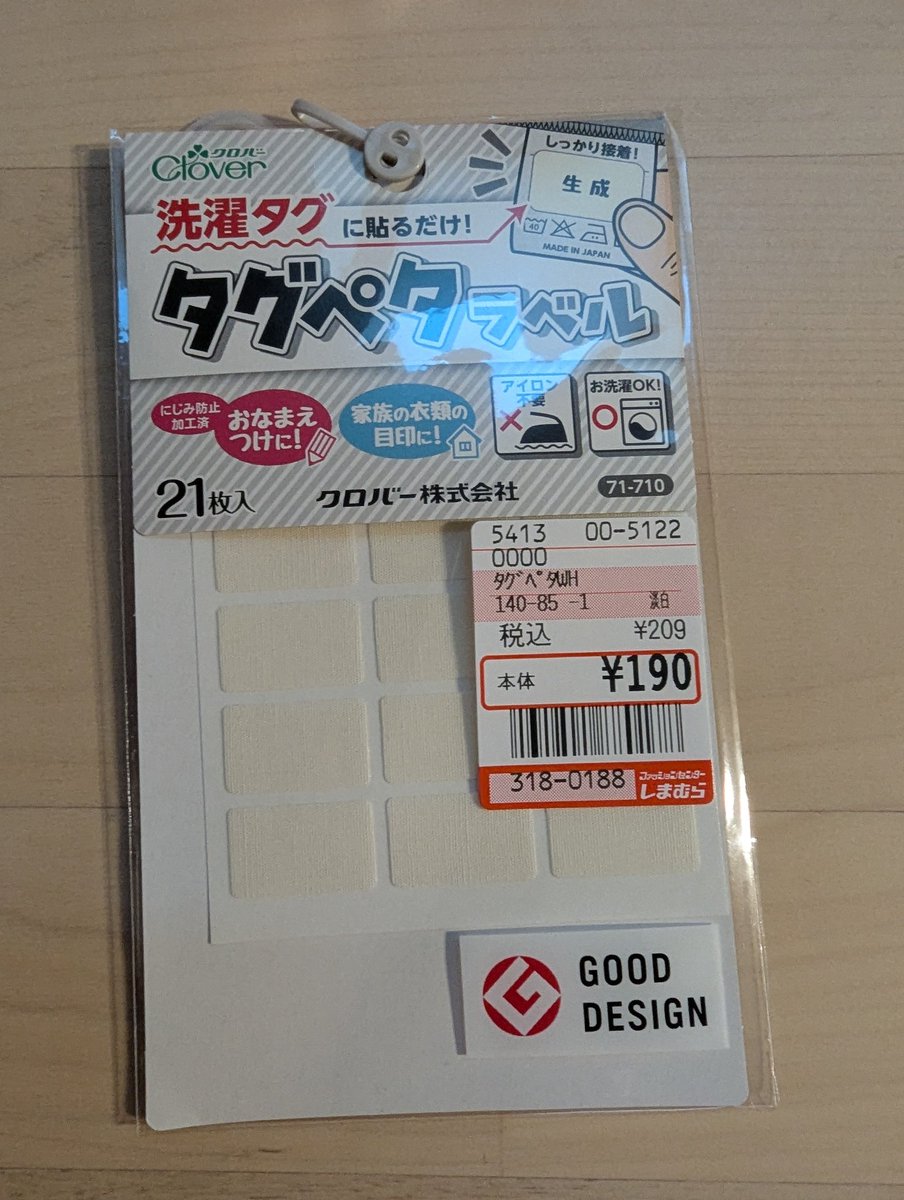 クロバー
Clover
しっかり接着!
生成
40
MADE IN JAPAN
洗濯タグに貼るだけ!
タグペタラベル
にじみ防止
加工済
おなまえ
つけに!
家族の衣類の
目印に!
アイロン
不要
お洗濯OK!
21枚入
クロバー株式会社
71-710
5413 00-5122
0000
ﾀｸﾞﾍﾟﾀWH
140-85 -1 淡白
税込 ¥209
本体 ¥190
318-0188
ファッションセンター
しまむら
GOOD
DESIGN